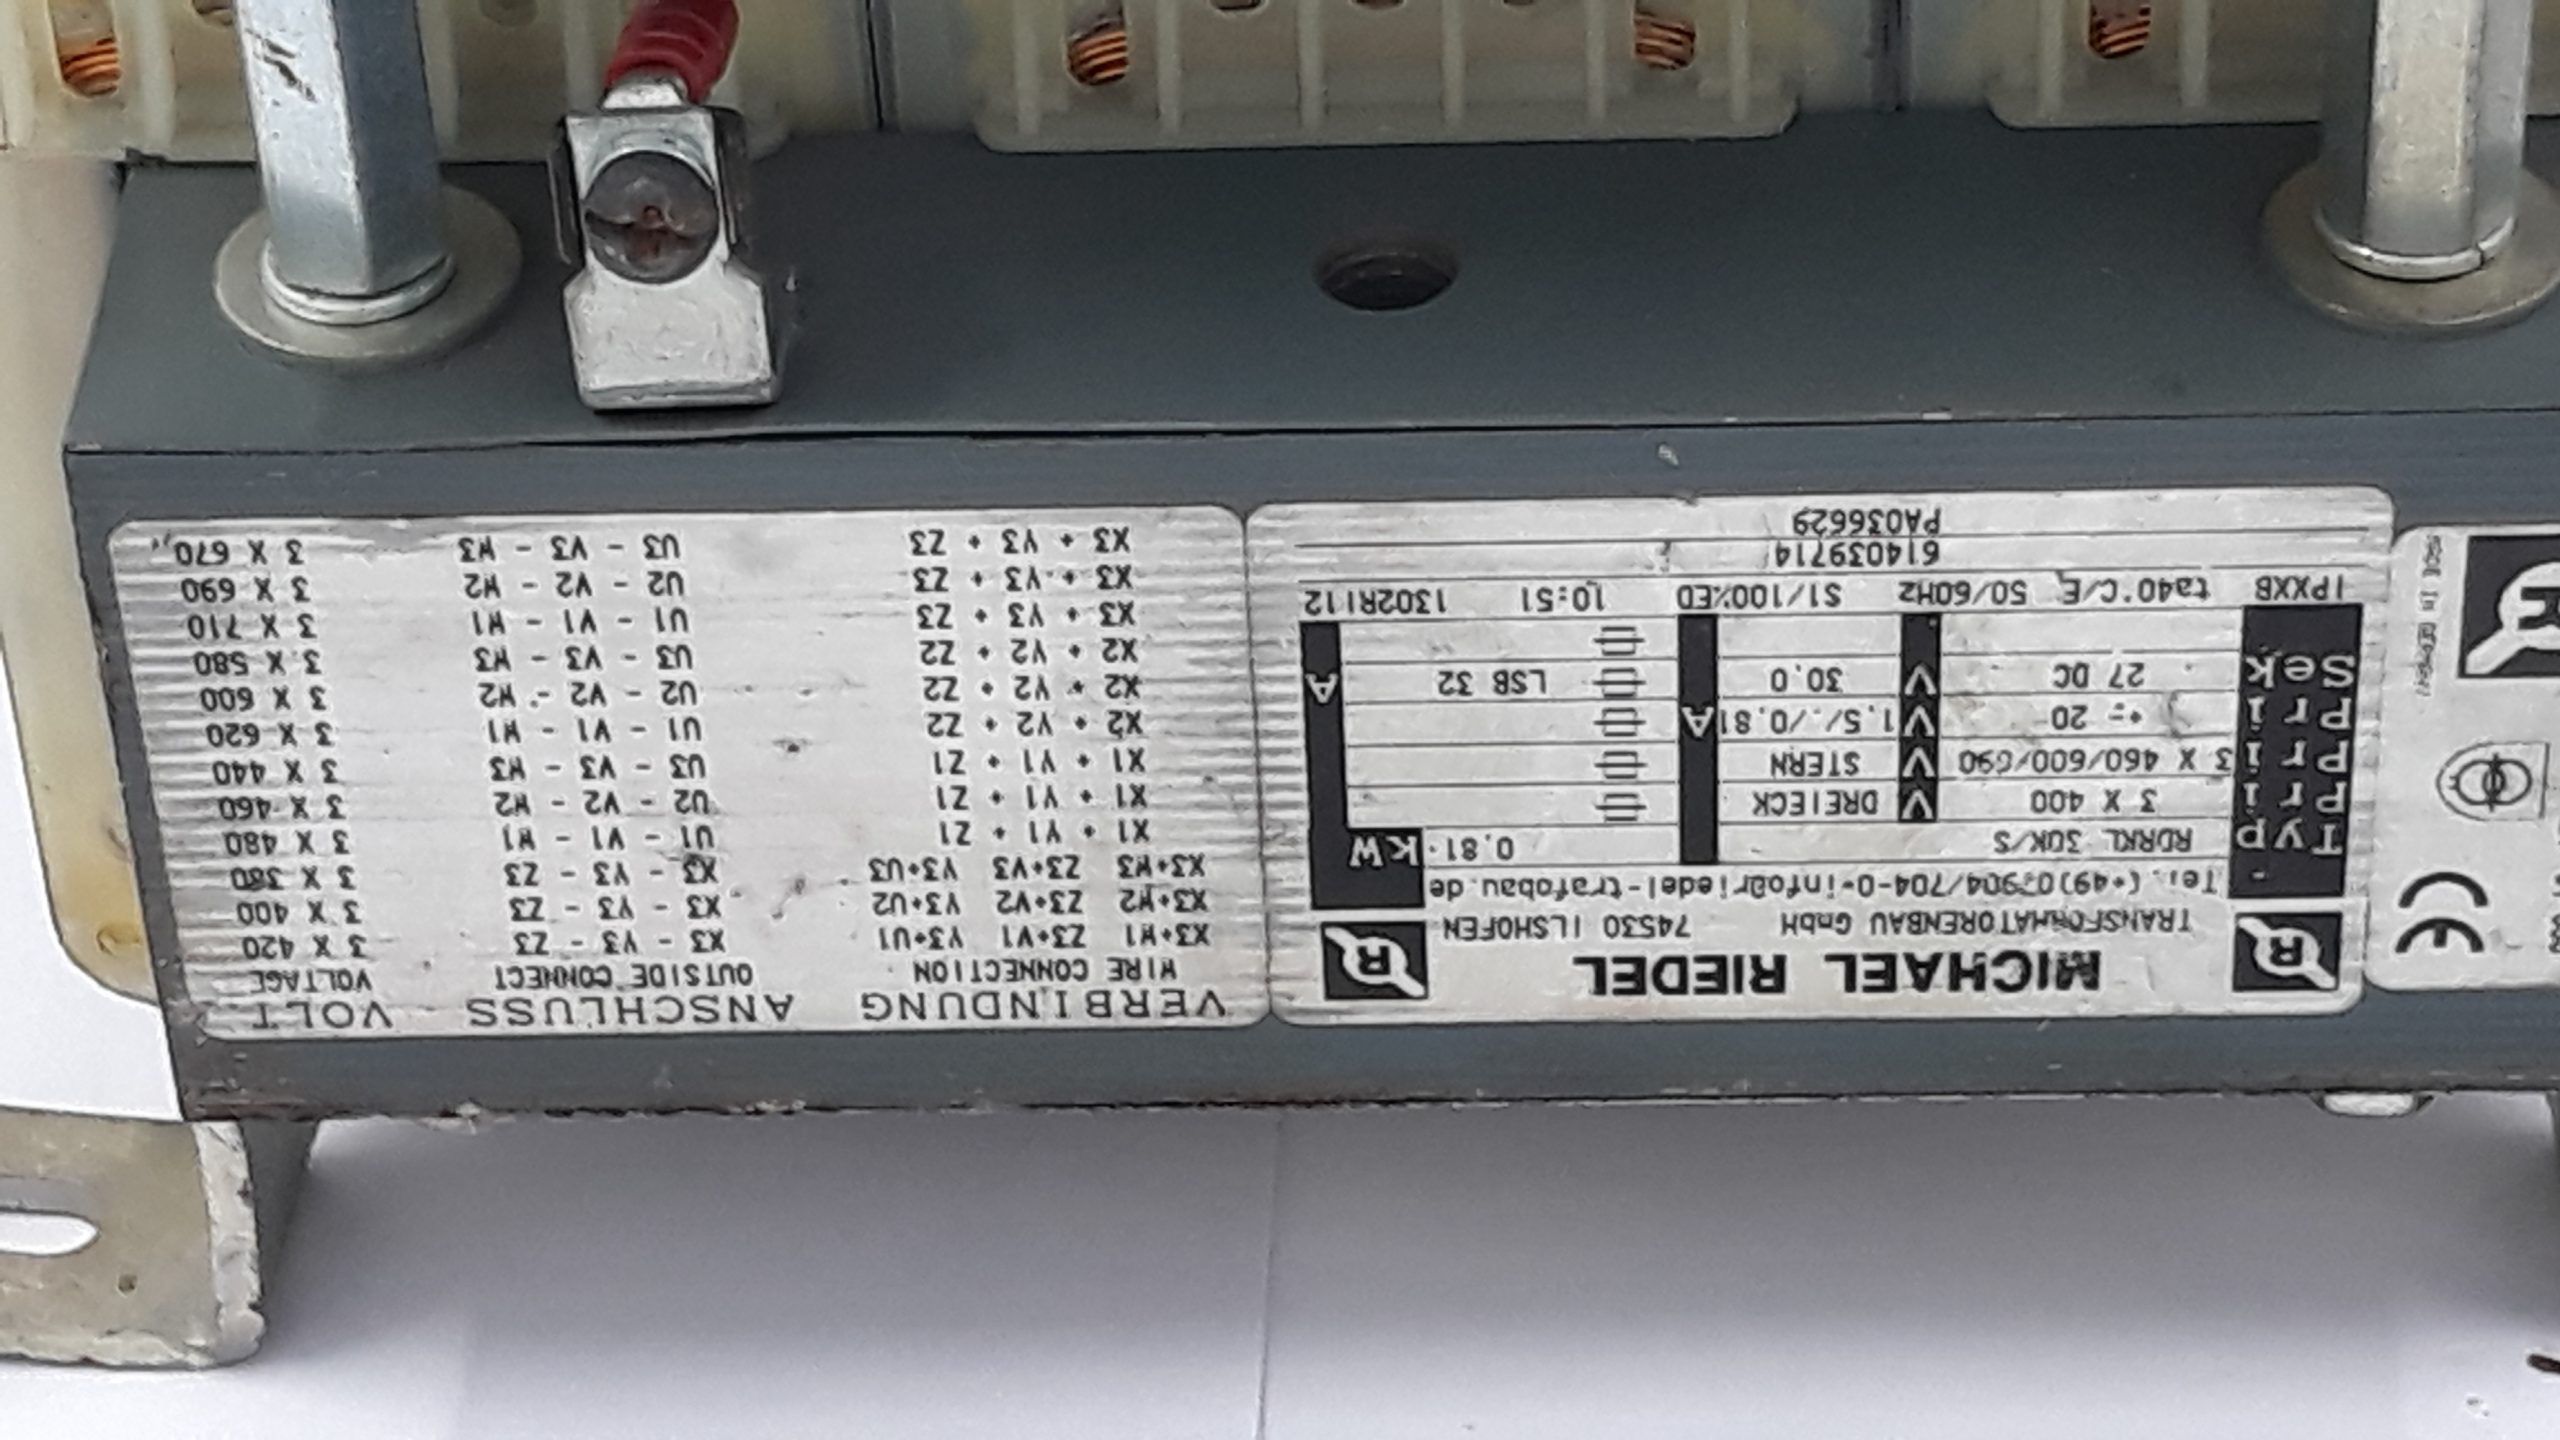 MICHAEL RIEDEL
TRANSFORMATORENBAU GmbH 74530 ILSHOFEN
Tel. (+49)07904/704-0•info@riedel-trafobau.de
Typ RDRKL 30K/S 0.81 KW
Pri 3 X 400 V DREIECK
Pri 3 X 460/600/690 V STERN
Pri +- 20 V 1.5/./0.81 A
Sek 27 DC V 30.0 A LSB 32 A
IPXXB ta40°C/E 50/60HZ S1/100%ED 10:51 1302RI12
614039714
PA036629
VERBINDUNG ANSCHLUSS VOLT
WIRE CONNECTION OUTSIDE CONNECT VOLTAGE
X3+W1 Z3+V1 Y3+U1 X3 - Y3 - Z3 3 X 420
X3+W2 Z3+V2 Y3+U2 X3 - Y3 - Z3 3 X 400
X3+W3 Z3+V3 Y3+U3 X3 - Y3 - Z3 3 X 380
X1 + Y1 + Z1 U1 - V1 - W1 3 X 480
X1 + Y1 + Z1 U2 - V2 - W2 3 X 460
X1 + Y1 + Z1 U3 - V3 - W3 3 X 440
X2 + Y2 + Z2 U1 - V1 - W1 3 X 620
X2 + Y2 + Z2 U2 - V2 - W2 3 X 600
X2 + Y2 + Z2 U3 - V3 - W3 3 X 580
X3 + Y3 + Z3 U1 - V1 - W1 3 X 710
X3 + Y3 + Z3 U2 - V2 - W2 3 X 690
X3 + Y3 + Z3 U3 - V3 - W3 3 X 670
CE